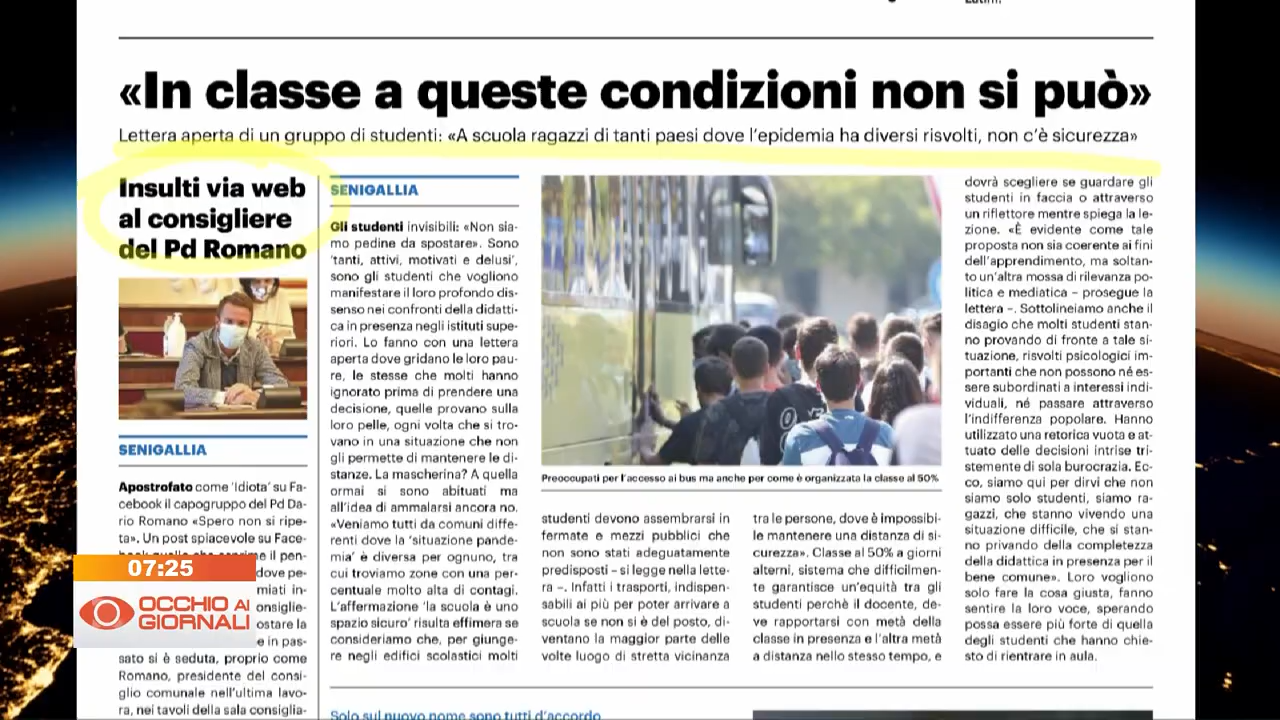 «In classe a queste condizioni non si può»
Lettera aperta di un gruppo di studenti: «A scuola ragazzi di tanti paesi dove l'epidemia ha diversi risvolti, non c'è sicurezza»
Insulti via web
al consigliere
del Pd Romano
SENIGALLIA
Apostrofato come 'Idiota' su Fa-
cebook il capogruppo del Pd Da-
rio Romano «Spero non si ripe-
ta». Un post spiacevole su Face-
book quello che esprime il pen-
dove pe-
miati in-
onsiglie-
ostare la
e in pas-
sato si è seduta, proprio come
Romano, presidente del consi-
glio comunale nell'ultima lavo-
ra, nei tavoli della sala consiglia-
SENIGALLIA
Gli studenti invisibili: «Non sia-
mo pedine da spostare». Sono
'tanti, attivi, motivati e delusi',
sono gli studenti che vogliono
manifestare il loro profondo dis-
senso nei confronti della didatti-
ca in presenza negli istituti supe-
riori. Lo fanno con una lettera
aperta dove gridano le loro pau-
re, le stesse che molti hanno
ignorato prima di prendere una
decisione, quelle provano sulla
loro pelle, ogni volta che si tro-
vano in una situazione che non
gli permette di mantenere le di-
stanze. La mascherina? A quella
ormai si sono abituati ma
all'idea di ammalarsi ancora no.
«Veniamo tutti da comuni diffe-
renti dove la 'situazione pande-
mia' è diversa per ognuno, tra
cui troviamo zone con una per-
centuale molto alta di contagi.
L'affermazione 'la scuola è uno
spazio sicuro' risulta effimera se
consideriamo che, per giunge-
re negli edifici scolastici molti
Preoccupati per l'accesso ai bus ma anche per come è organizzata la classe al 50%
studenti devono assembrarsi in
fermate e mezzi pubblici che
non sono stati adeguatamente
predisposti – si legge nella lette-
ra –. Infatti i trasporti, indispen-
sabili ai più per poter arrivare a
scuola se non si è del posto, di-
ventano la maggior parte delle
volte luogo di stretta vicinanza
tra le persone, dove è impossibi-
le mantenere una distanza di si-
curezza». Classe al 50% a giorni
alterni, sistema che difficilmen-
te garantisce un'equità tra gli
studenti perchè il docente, de-
ve rapportarsi con metà della
classe in presenza e l'altra metà
a distanza nello stesso tempo, e
dovrà scegliere se guardare gli
studenti in faccia o attraverso
un riflettore mentre spiega la le-
zione. «È evidente come tale
proposta non sia coerente ai fini
dell'apprendimento, ma soltan-
to un'altra mossa di rilevanza po-
litica e mediatica – prosegue la
lettera –. Sottolineiamo anche il
disagio che molti studenti stan-
no provando di fronte a tale si-
tuazione, risvolti psicologici im-
portanti che non possono né es-
sere subordinati a interessi indi-
viduali, né passare attraverso
l'indifferenza popolare. Hanno
utilizzato una retorica vuota e at-
tuato delle decisioni intrise tri-
stemente di sola burocrazia. Ec-
co, siamo qui per dirvi che non
siamo solo studenti, siamo ra-
gazzi, che stanno vivendo una
situazione difficile, che si stan-
no privando della completezza
della didattica in presenza per il
bene comune». Loro vogliono
solo fare la cosa giusta, fanno
sentire la loro voce, sperando
possa essere più forte di quella
degli studenti che hanno chie-
sto di rientrare in aula.
Solo sul nuovo nome sono tutti d'accordo
07:25
OCCHIO AI
GIORNALI